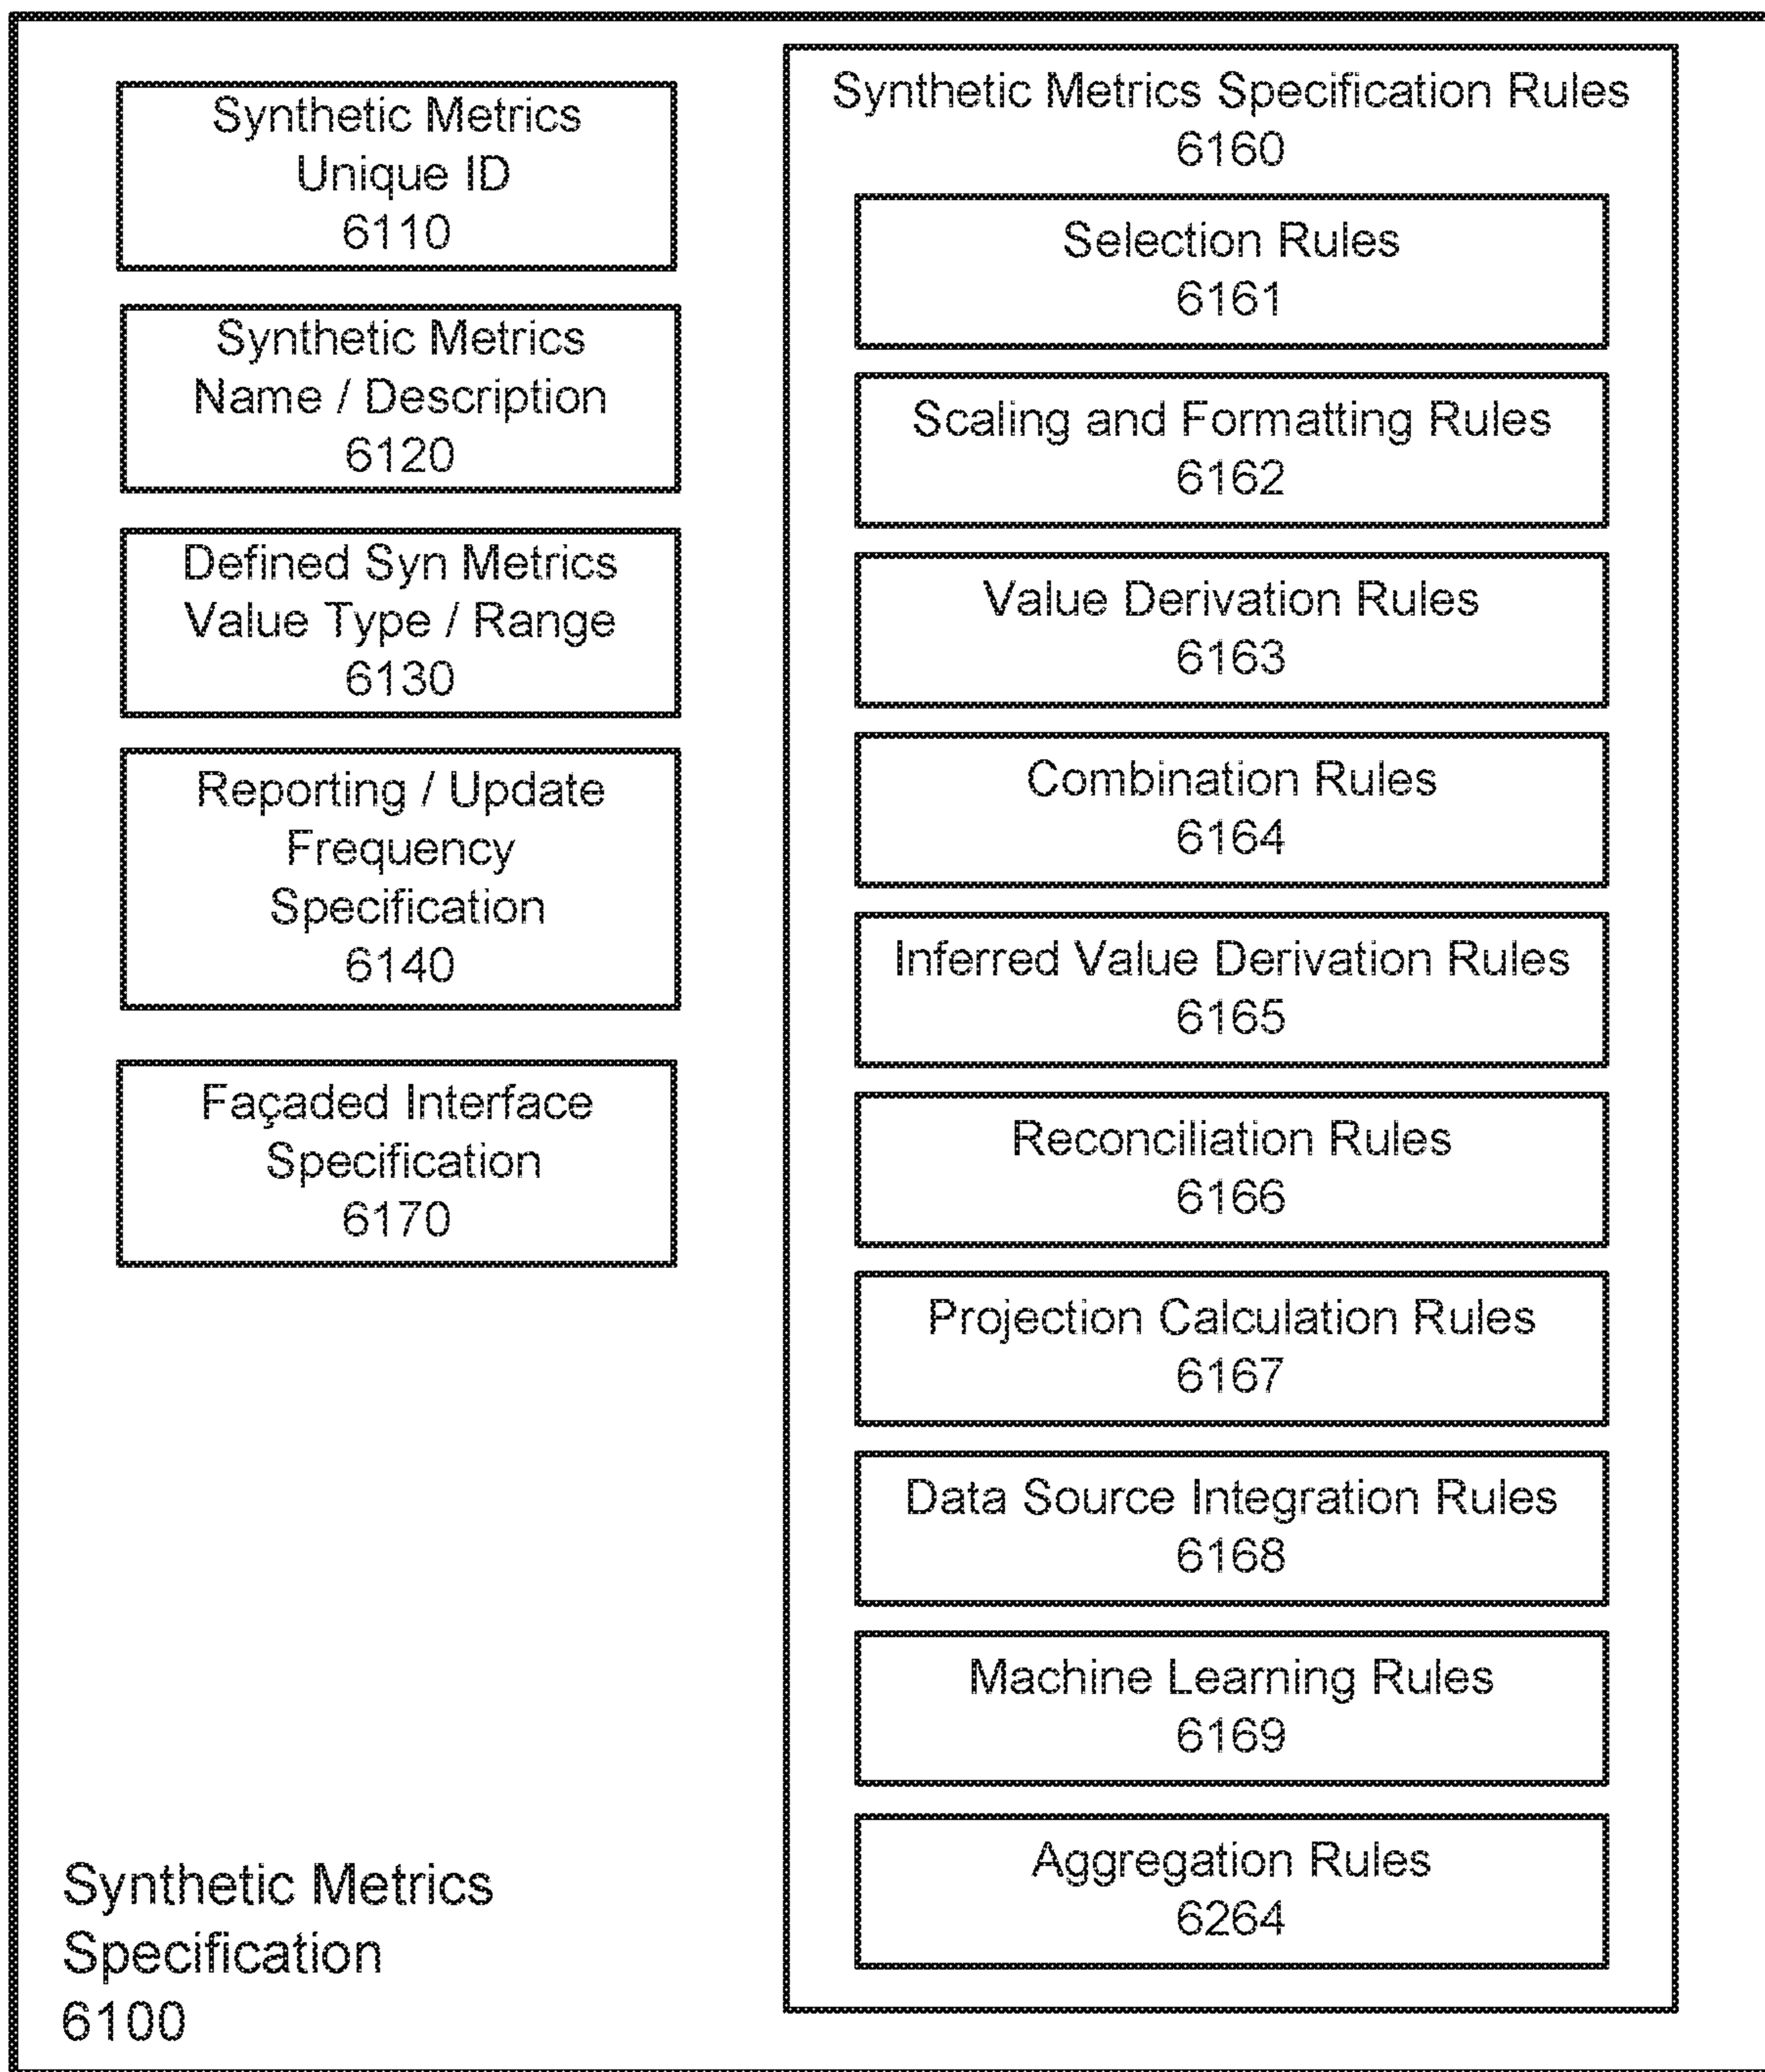 Synthetic Metrics
Unique ID
6110
Synthetic Metrics
Name / Description
6120
Defined Syn Metrics
Value Type / Range
6130
Reporting / Update
Frequency
Specification
6140
Façaded Interface
Specification
6170
Synthetic Metrics
Specification
6100
Synthetic Metrics Specification Rules
6160
Selection Rules
6161
Scaling and Formatting Rules
6162
Value Derivation Rules
6163
Combination Rules
6164
Inferred Value Derivation Rules
6165
Reconciliation Rules
6166
Projection Calculation Rules
6167
Data Source Integration Rules
6168
Machine Learning Rules
6169
Aggregation Rules
6264